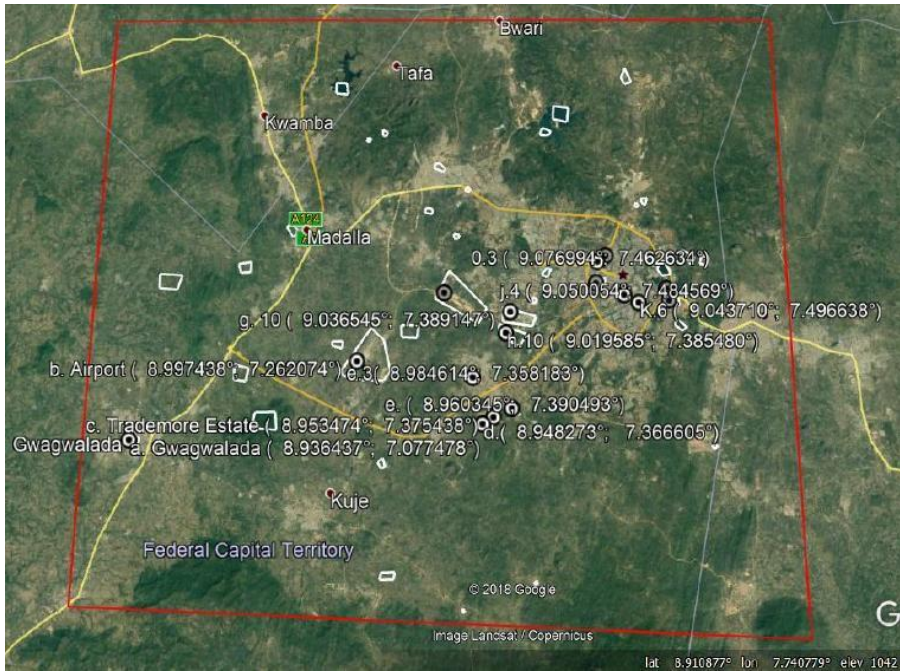 Bwari
Tafa
Kwamba
A124
Madalla
0.3 ( 9.076994°; 7.462634°)
j.4 ( 9.050054°; 7.484569°)
K.6 ( 9.043710°; 7.496638°)
g. 10 ( 9.036545°; 7.389147°)
h.10 ( 9.019585°; 7.385480°)
b. Airport ( 8.997438°; 7.262074°)
e.3( 8.984614°; 7.358183°)
e. ( 8.960345°; 7.390493°)
c. Trademore Estate ( 8.953474°; 7.375438°)
d.( 8.948273°; 7.366605°)
Gwagwalada
a. Gwagwalada ( 8.936437°; 7.077478°)
Kuje
Federal Capital Territory
© 2018 Google
Image Landsat / Copernicus
G
lat 8.910877° lon 7.740779° elev 1042